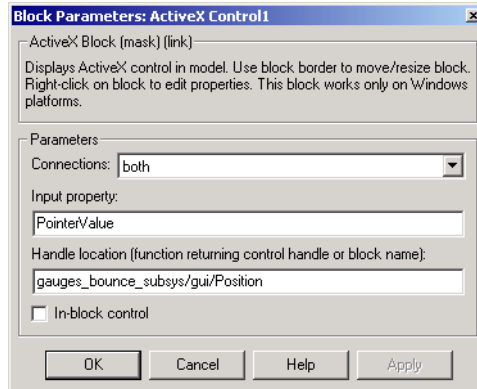 Block Parameters: ActiveX Control1
ActiveX Block (mask) (link)
Displays ActiveX control in model. Use block border to move/resize block.
Right-click on block to edit properties. This block works only on Windows
platforms.
Parameters
Connections: both
Input property:
PointerValue
Handle location (function returning control handle or block name):
gauges_bounce_subsys/gui/Position
In-block control
OK Cancel Help Apply